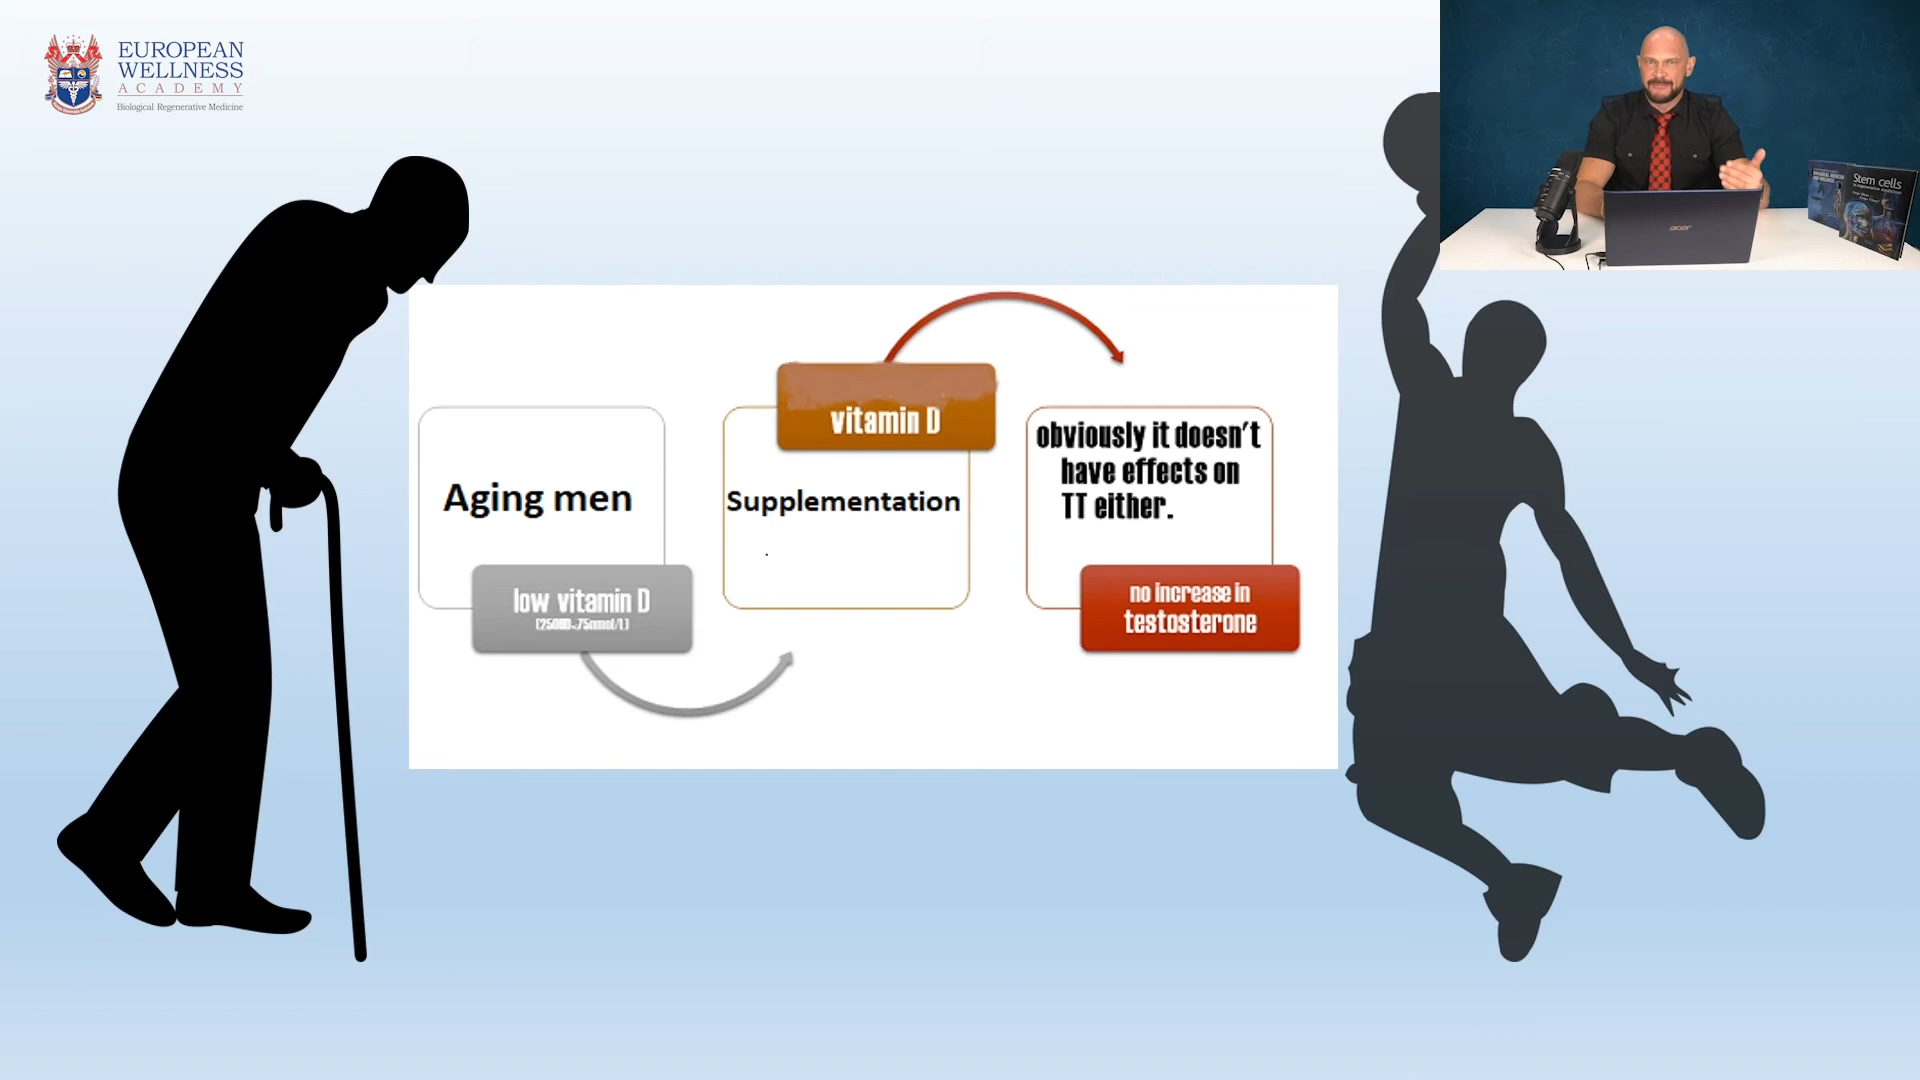 EUROPEAN
WELLNESS
ACADEMY
Biological Regenerative Medicine
Aging men
low vitamin D
vitamin D
Supplementation
obviously it doesn't
have effects on
TT either.
no increase in
testosterone
acer
Stem cells